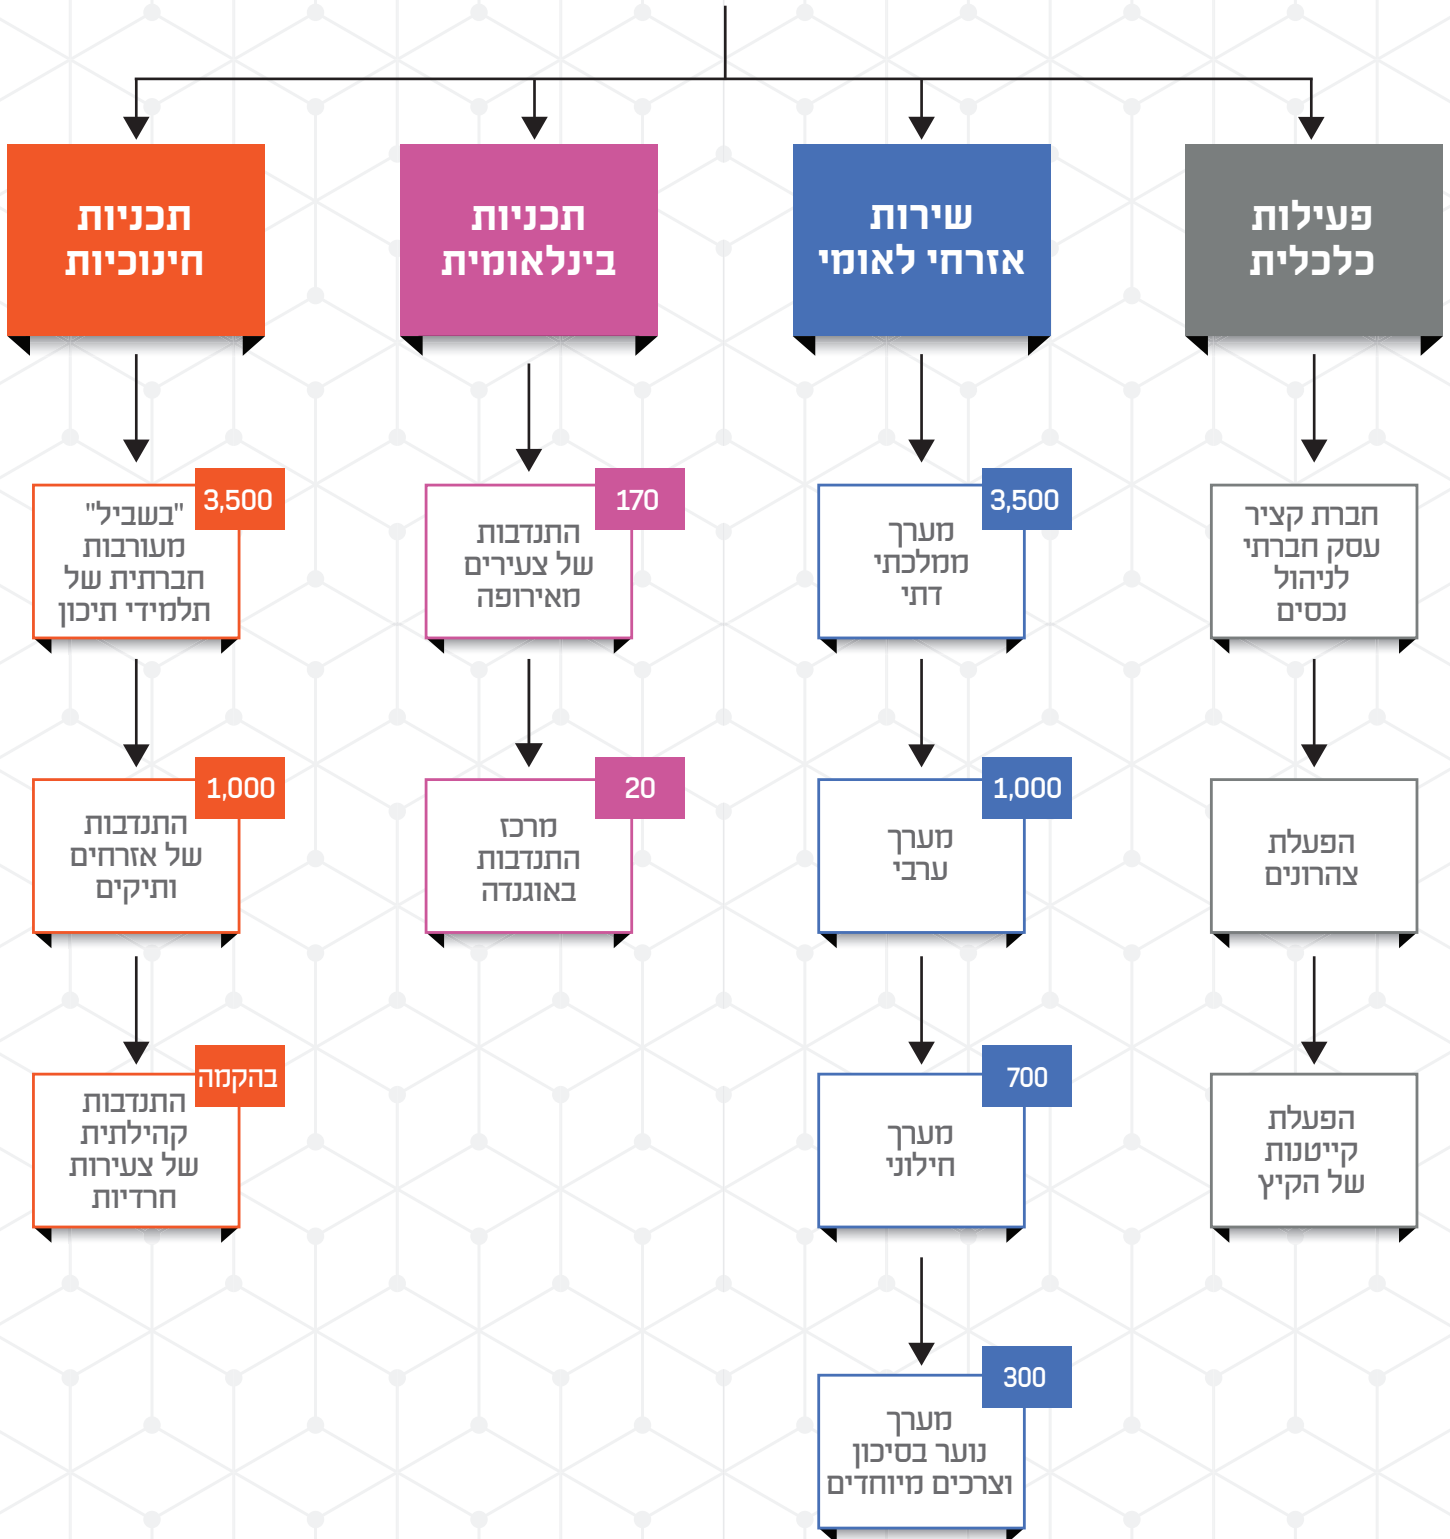 פעילות
כלכלית
חברת קציר
עסק חברתי
לניהול
נכסים
הפעלת
צהרונים
הפעלת
קייטנות
של הקיץ
שירות
אזרחי לאומי
3,500
מערך
ממלכתי
דתי
1,000
מערך
ערבי
700
מערך
חילוני
300
מערך
נוער בסיכון
וצרכים מיוחדים
תכניות
בינלאומית
170
התנדבות
של צעירים
מאירופה
20
מרכז
התנדבות
באוגנדה
תכניות
חינוכיות
3,500
"בשביל"
מעורבות
חברתית של
תלמידי תיכון
1,000
התנדבות
של אזרחים
ותיקים
בהקמה
התנדבות
קהילתית
של צעירות
חרדיות